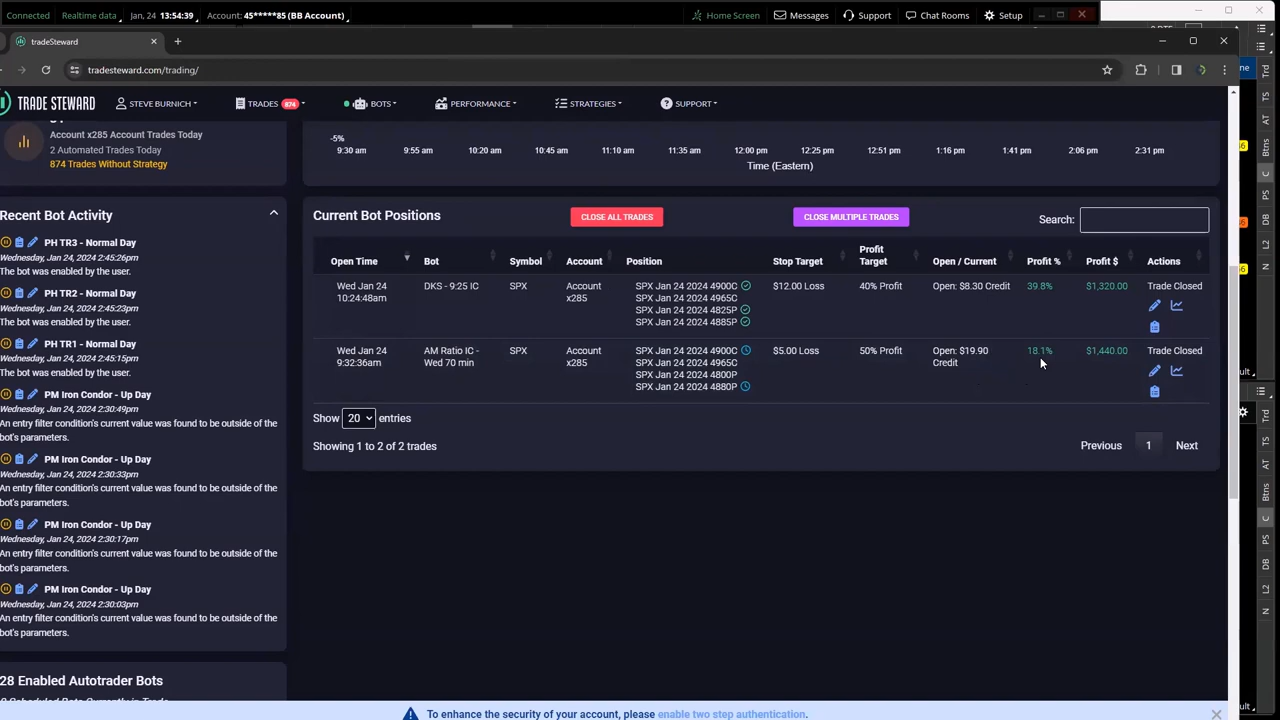 Connected
Realtime data
Jan, 24 13:54:39
Account: 45*****85 (BB Account)
Home Screen
Messages
Support
Chat Rooms
Setup
tradeSteward
tradesteward.com/trading/
TRADE STEWARD
STEVE BURNICH
TRADES 874
BOTS
PERFORMANCE
STRATEGIES
SUPPORT
Account x285 Account Trades Today
2 Automated Trades Today
874 Trades Without Strategy
-5%
9:30 am 9:55 am 10:20 am 10:45 am 11:10 am 11:35 am 12:00 pm 12:25 pm 12:51 pm 1:16 pm 1:41 pm 2:06 pm 2:31 pm
Time (Eastern)
Recent Bot Activity
PH TR3 - Normal Day
Wednesday, Jan 24, 2024 2:45:26pm
The bot was enabled by the user.
PH TR2 - Normal Day
Wednesday, Jan 24, 2024 2:45:23pm
The bot was enabled by the user.
PH TR1 - Normal Day
Wednesday, Jan 24, 2024 2:45:15pm
The bot was enabled by the user.
PM Iron Condor - Up Day
Wednesday, Jan 24, 2024 2:30:49pm
An entry filter condition's current value was found to be outside of the
bot's parameters.
PM Iron Condor - Up Day
Wednesday, Jan 24, 2024 2:30:33pm
An entry filter condition's current value was found to be outside of the
bot's parameters.
PM Iron Condor - Up Day
Wednesday, Jan 24, 2024 2:30:17pm
An entry filter condition's current value was found to be outside of the
bot's parameters.
PM Iron Condor - Up Day
Wednesday, Jan 24, 2024 2:30:03pm
An entry filter condition's current value was found to be outside of the
bot's parameters.
28 Enabled Autotrader Bots
Current Bot Positions
CLOSE ALL TRADES
CLOSE MULTIPLE TRADES
Search:
Open Time Bot Symbol Account Position Stop Target Profit Target Open / Current Profit % Profit $ Actions
Wed Jan 24
10:24:48am
DKS - 925 IC
Account
x285
SPX Jan 24 2024 4900C
SPX Jan 24 2024 4965C
SPX Jan 24 2024 4825P
SPX Jan 24 2024 4885P
$12.00 Loss
40% Profit
Open: $8.30 Credit
39.8%
$1,320.00
Trade Closed
Wed Jan 24
9:32:36am
AM Ratio IC -
Wed 70 min
SPX
Account
x285
SPX Jan 24 2024 4900C
SPX Jan 24 2024 4965C
SPX Jan 24 2024 4800P
SPX Jan 24 2024 4880P
$5.00 Loss
50% Profit
Open: $19.90
Credit
18.1%
$1,440.00
Trade Closed
Show 20 entries
Showing 1 to 2 of 2 trades
Previous 1 Next
To enhance the security of your account, please enable two step authentication.
Trd
TS
AT
Btns
C
PS
DB
L2
N
Trd
TS
AT
Btns
C
PS
DB
L2
N